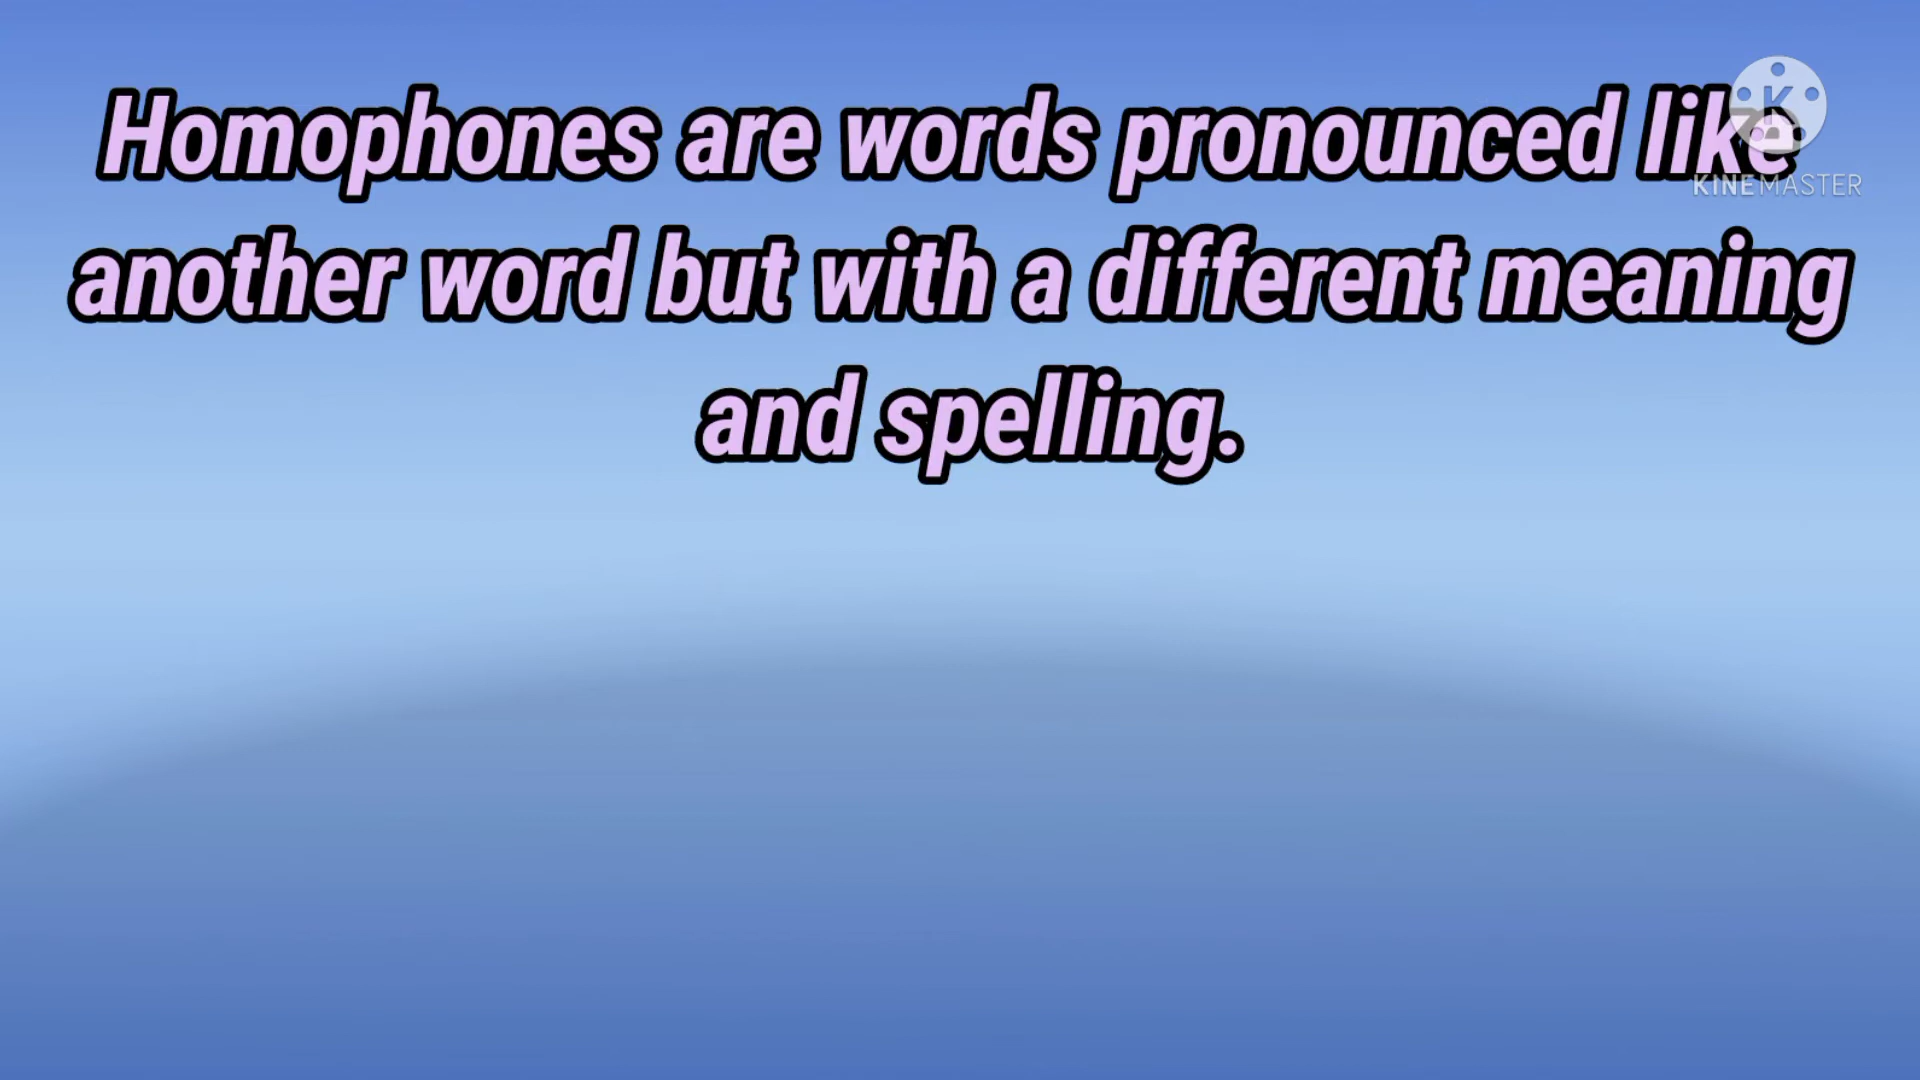 Homophones are words pronounced like
another word but with a different meaning
and spelling.
K
KINEMASTER